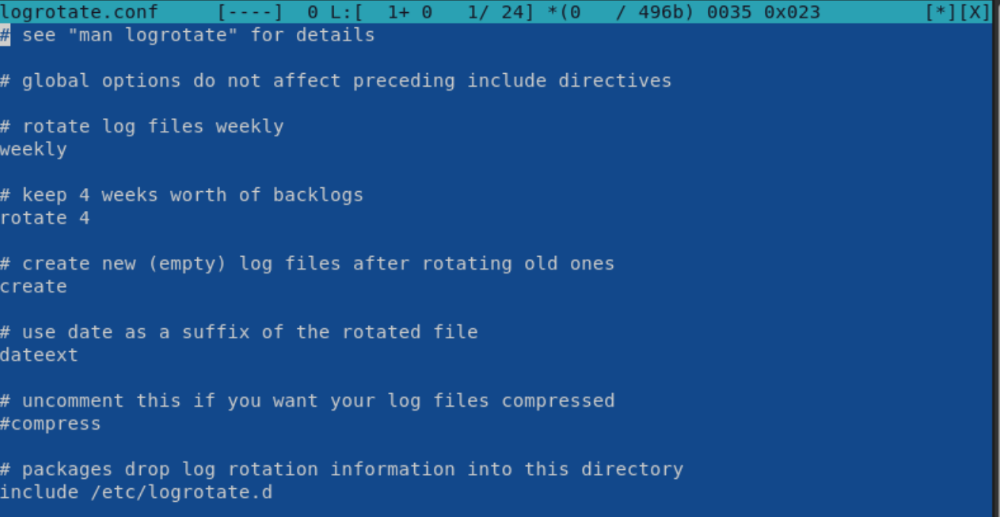 logrotate.conf [----] 0 L:[ 1+ 0 1/ 24] *(0 / 496b) 0035 0x023 [*][X]
# see "man logrotate" for details
# global options do not affect preceding include directives
# rotate log files weekly
weekly
# keep 4 weeks worth of backlogs
rotate 4
# create new (empty) log files after rotating old ones
create
# use date as a suffix of the rotated file
dateext
# uncomment this if you want your log files compressed
#compress
# packages drop log rotation information into this directory
include /etc/logrotate.d